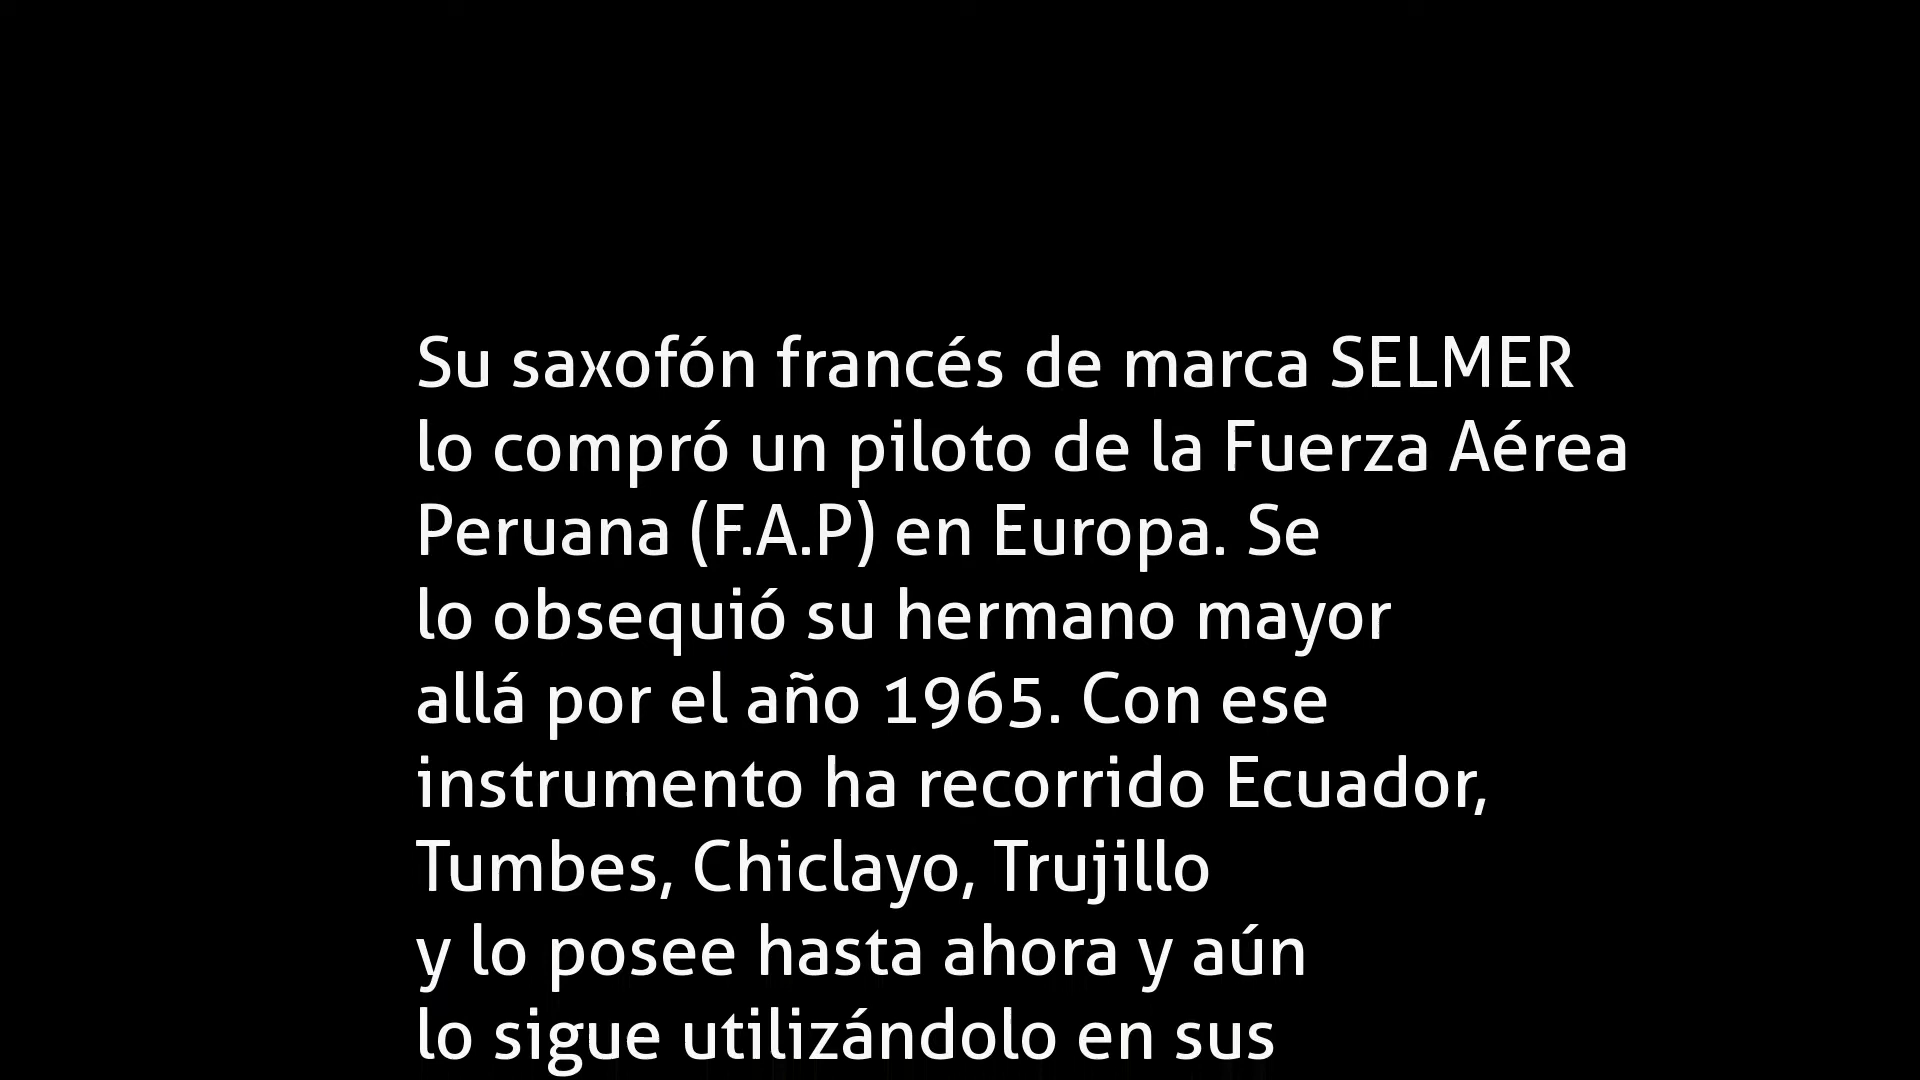 Su saxofón francés de marca SELMER
lo compró un piloto de la Fuerza Aérea
Peruana (F.A.P) en Europa. Se
lo obsequió su hermano mayor
allá por el año 1965. Con ese
instrumento ha recorrido Ecuador,
Tumbes, Chiclayo, Trujillo
y lo posee hasta ahora y aún
lo sigue utilizándolo en sus